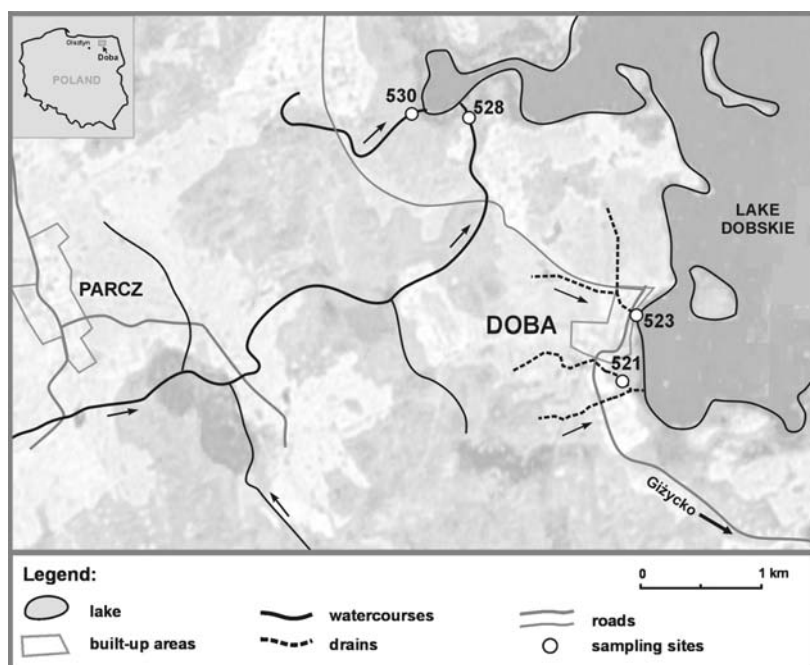 Olsztyn
Doba
POLAND
530
528
LAKE
DOBSKIE
PARCZ
DOBA
523
521
Giżycko
Legend:
0 1 km
lake
watercourses
roads
built-up areas
drains
sampling sites